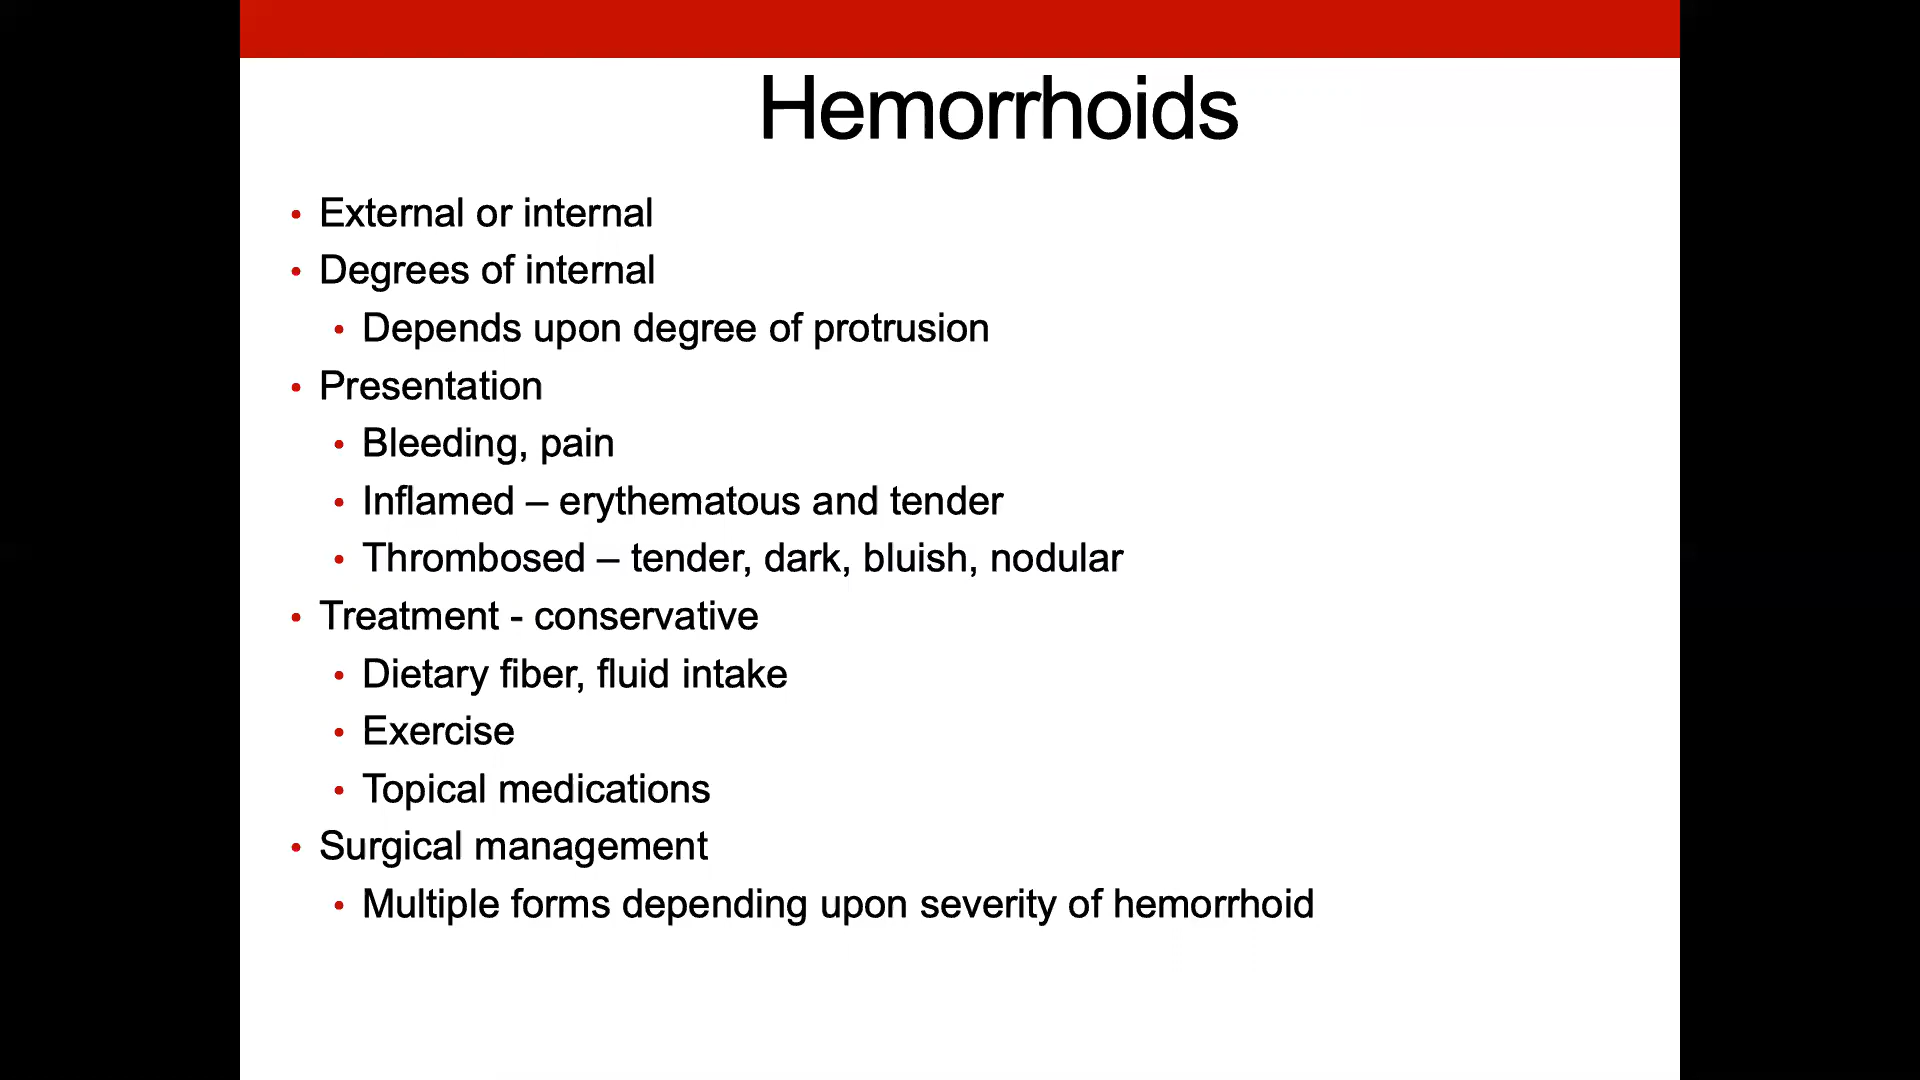 Hemorrhoids
• External or internal
• Degrees of internal
• Depends upon degree of protrusion
• Presentation
• Bleeding, pain
• Inflamed – erythematous and tender
• Thrombosed – tender, dark, bluish, nodular
• Treatment - conservative
• Dietary fiber, fluid intake
• Exercise
• Topical medications
• Surgical management
• Multiple forms depending upon severity of hemorrhoid